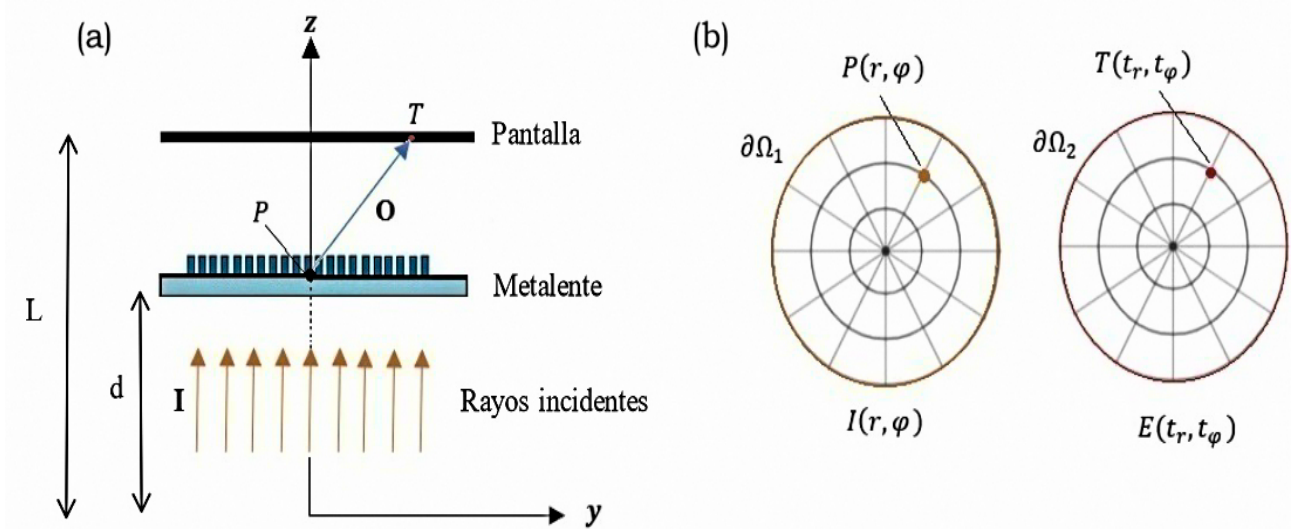 (a)
z
T
Pantalla
P
O
Metalente
L
d
I
Rayos incidentes
y
(b)
P(r, φ)
T(t_r, t_φ)
∂Ω₁
∂Ω₂
I(r, φ)
E(t_r, t_φ)